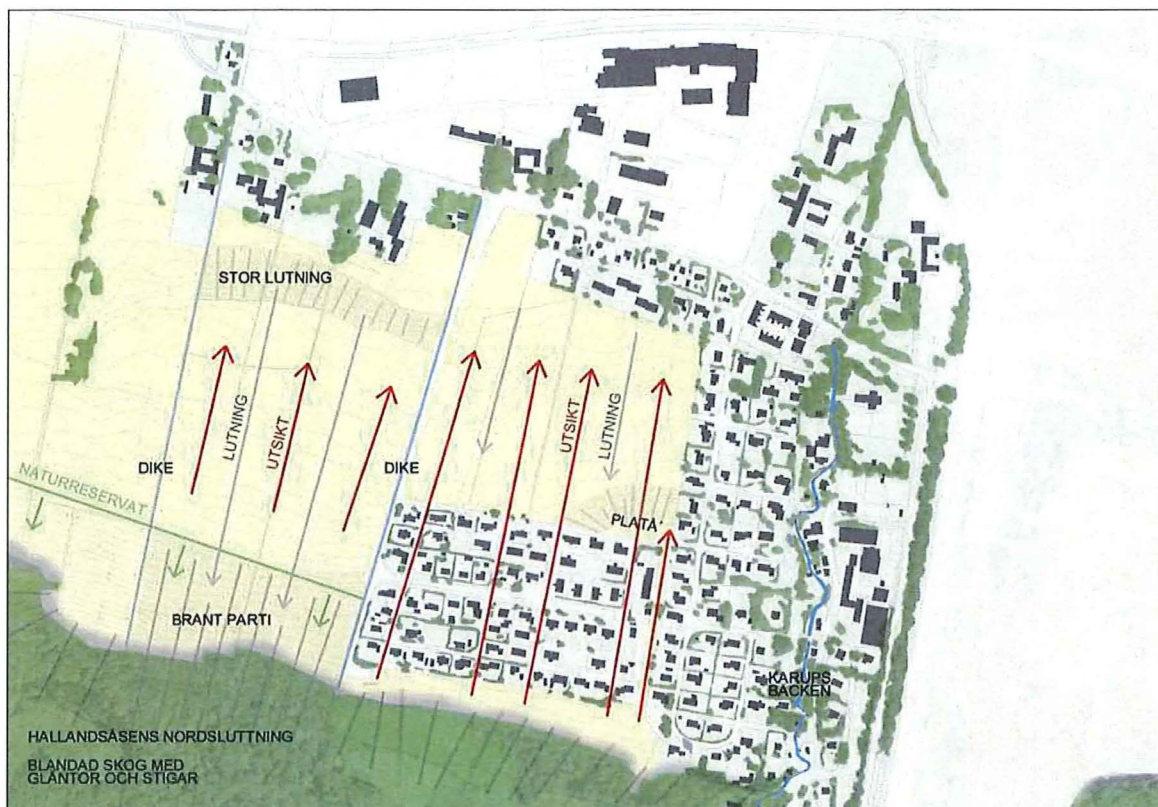 STOR LUTNING
LUTNING
UTSIKT
UTSIKT
LUTNING
DIKE
DIKE
NATURRESERVAT
PLATÅ
BRANT PARTI
KARUPS
BÄCKEN
HALLANDSÅSENS NORDSLUTTNING
BLANDAD SKOG MED
GLÄNTOR OCH STIGAR